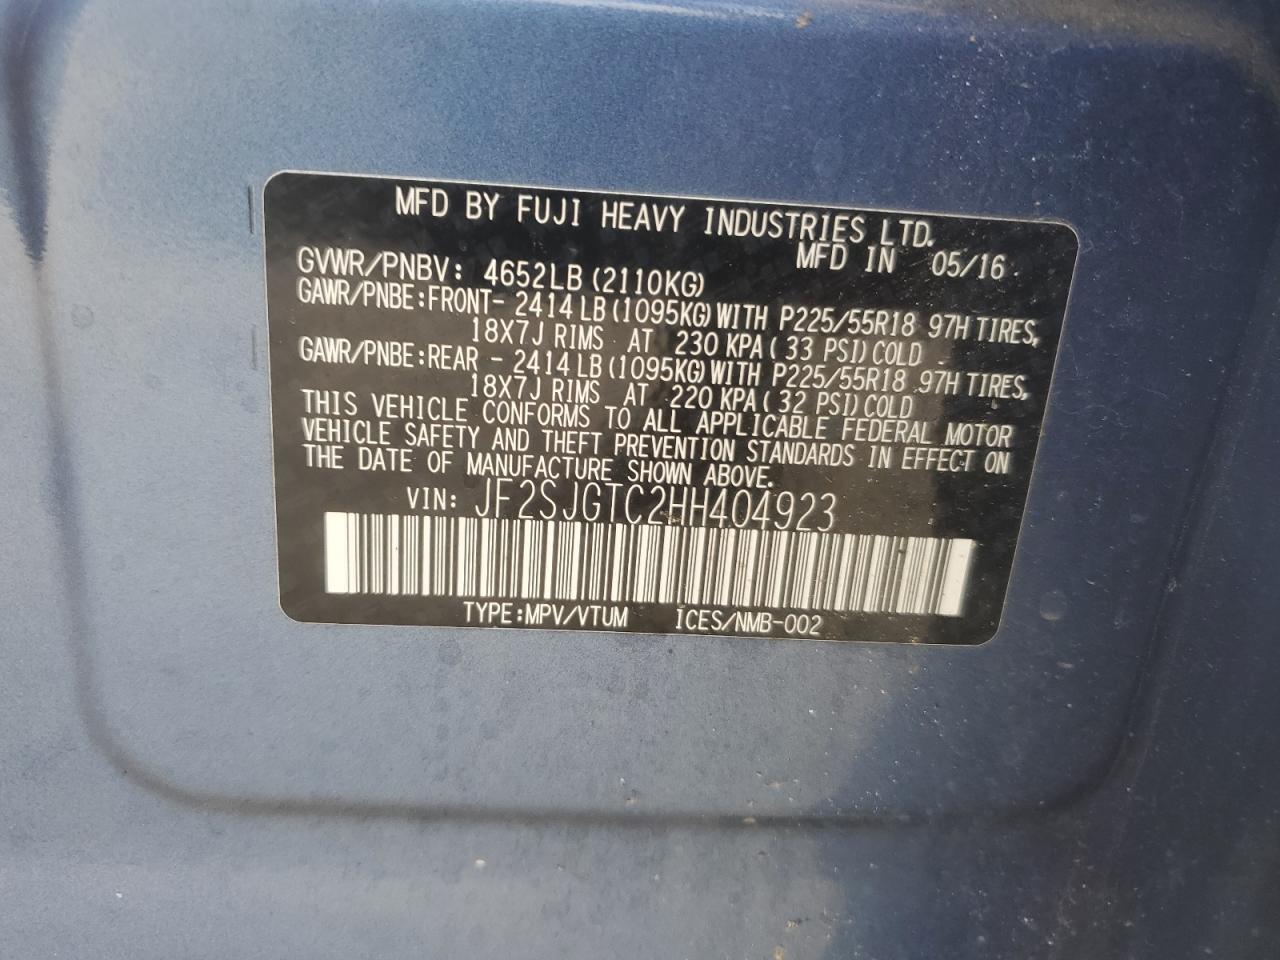 MFD BY FUJI HEAVY INDUSTRIES LTD.
MFD IN 05/16
GVWR/PNBV: 4652LB (2110KG)
GAWR/PNBE:FRONT- 2414LB (1095KG) WITH P225/55R18 97H TIRES,
18X7J RIMS AT 230 KPA ( 33 PSI) COLD
GAWR/PNBE:REAR - 2414LB (1095KG) WITH P225/55R18 97H TIRES,
18X7J RIMS AT 220 KPA ( 32 PSI) COLD
THIS VEHICLE CONFORMS TO ALL APPLICABLE FEDERAL MOTOR
VEHICLE SAFETY AND THEFT PREVENTION STANDARDS IN EFFECT ON
THE DATE OF MANUFACTURE SHOWN ABOVE.
VIN: JF2SJGTC2HH404923
TYPE:MPV/VTUM ICES/NMB-002